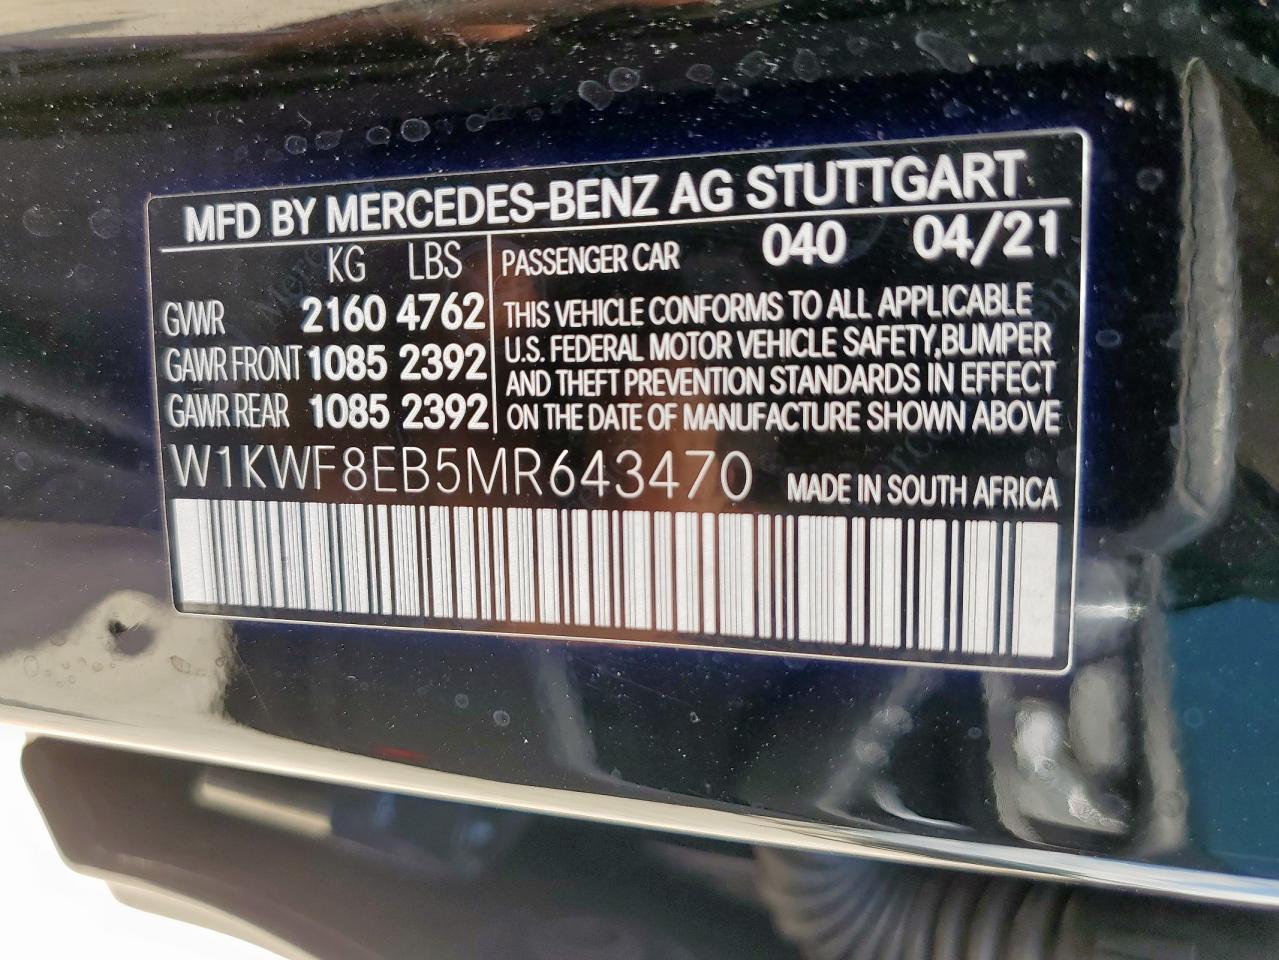 MFD BY MERCEDES-BENZ AG STUTTGART
KG LBS
GVWR 2160 4762
GAWR FRONT 1085 2392
GAWR REAR 1085 2392
PASSENGER CAR 040 04/21
THIS VEHICLE CONFORMS TO ALL APPLICABLE
U.S. FEDERAL MOTOR VEHICLE SAFETY,BUMPER
AND THEFT PREVENTION STANDARDS IN EFFECT
ON THE DATE OF MANUFACTURE SHOWN ABOVE
W1KWF8EB5MR643470 MADE IN SOUTH AFRICA